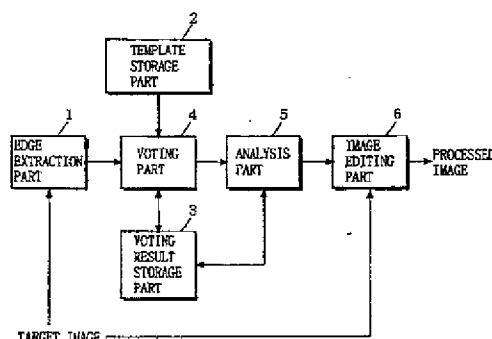 2
TEMPLATE
STORAGE
PART
1
EDGE
EXTRACTION
PART
4
VOTING
PART
5
ANALYSIS
PART
6
IMAGE
EDITING
PART
PROCESSED
IMAGE
3
VOTING
RESULT
STORAGE
PART
TARGET IMAGE